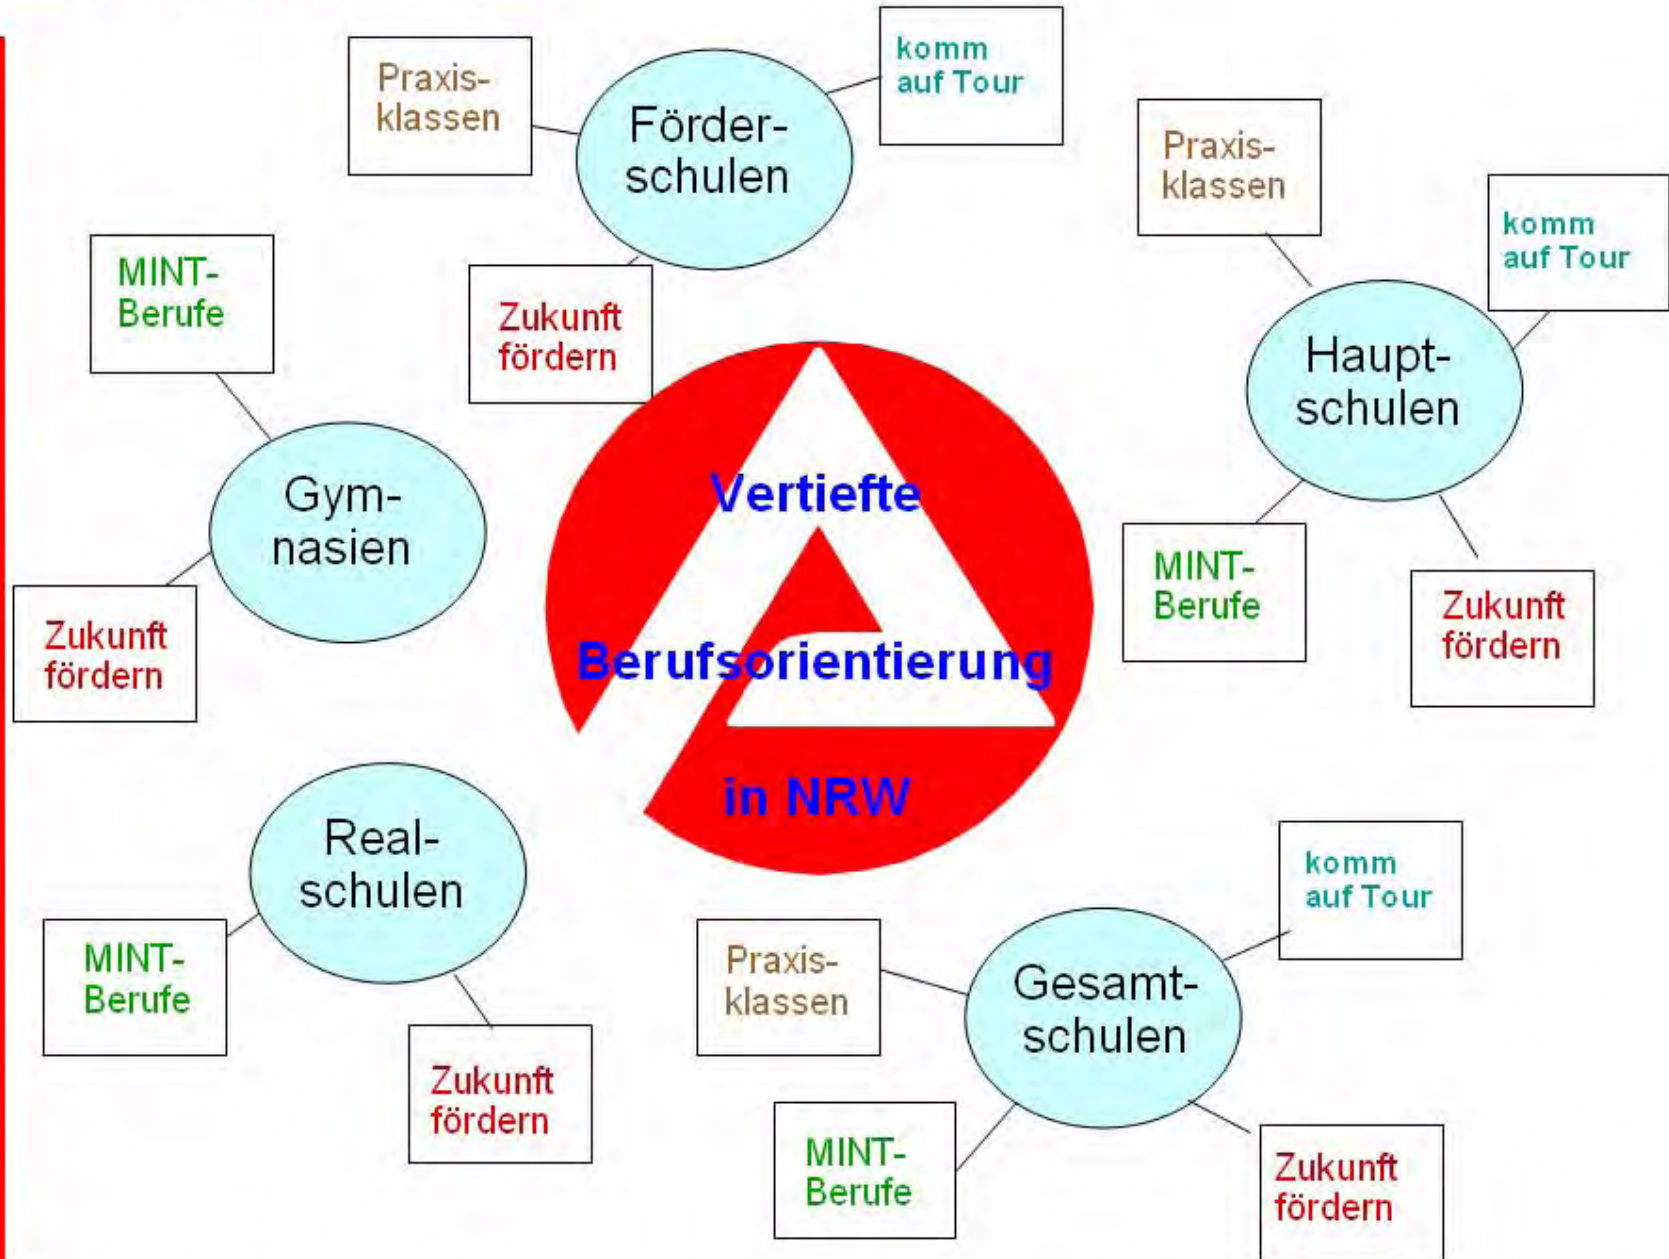 Praxis-
klassen
Förder-
schulen
komm
auf Tour
Zukunft
fördern
Praxis-
klassen
komm
auf Tour
Haupt-
schulen
MINT-
Berufe
Zukunft
fördern
MINT-
Berufe
Gym-
nasien
Zukunft
fördern
Vertiefte
Berufsorientierung
in NRW
Real-
schulen
MINT-
Berufe
Zukunft
fördern
komm
auf Tour
Praxis-
klassen
Gesamt-
schulen
MINT-
Berufe
Zukunft
fördern